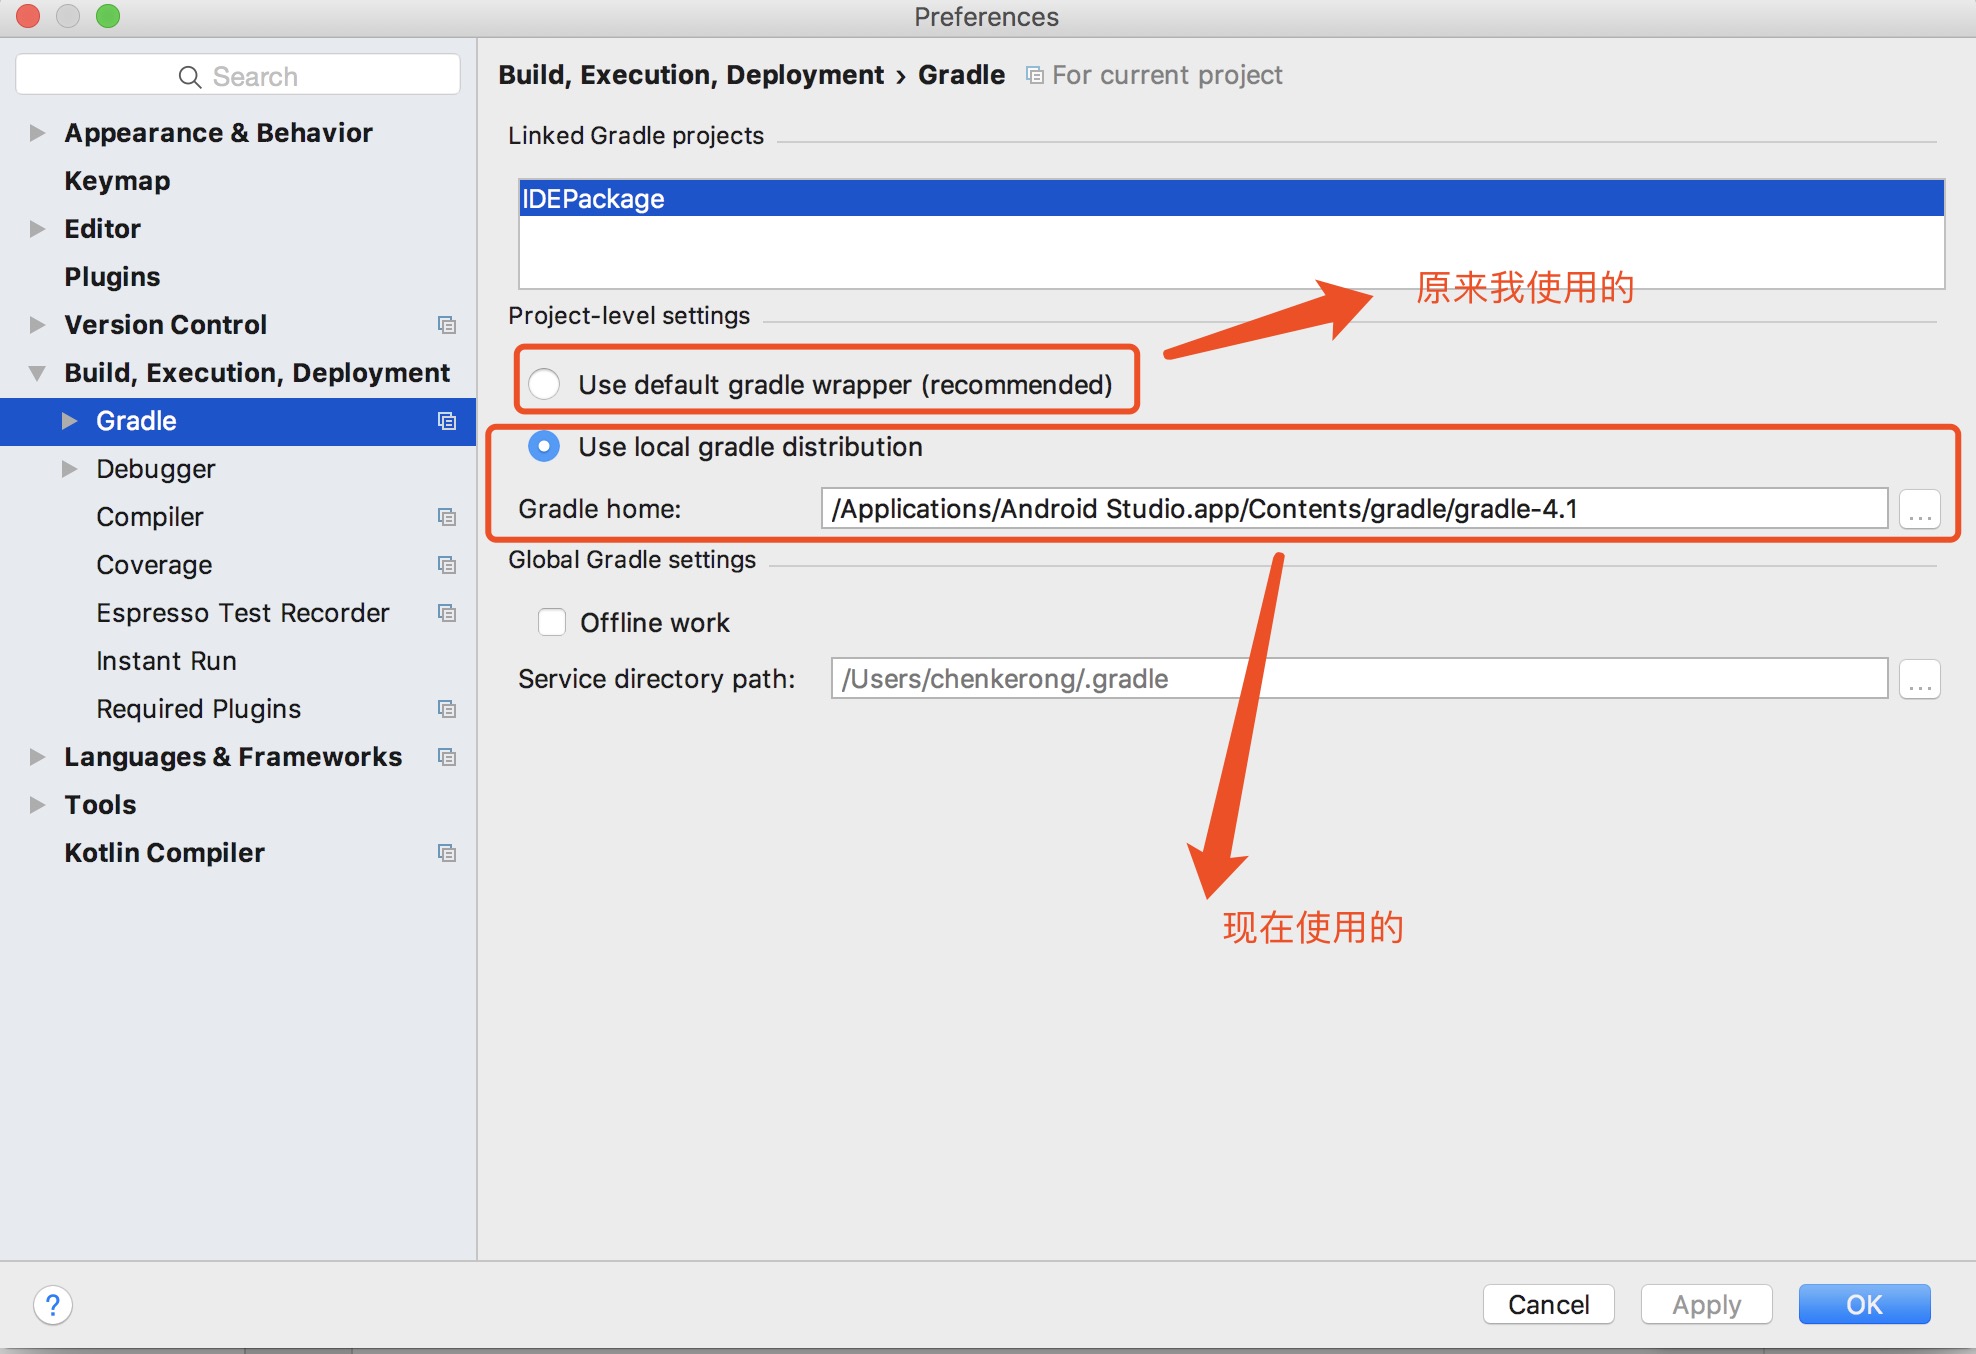 Preferences
Search
Appearance & Behavior
Keymap
Editor
Plugins
Version Control
Build, Execution, Deployment
Gradle
Debugger
Compiler
Coverage
Espresso Test Recorder
Instant Run
Required Plugins
Languages & Frameworks
Tools
Kotlin Compiler
Build, Execution, Deployment › Gradle For current project
Linked Gradle projects
IDEPackage
原来我使用的
Project-level settings
Use default gradle wrapper (recommended)
Use local gradle distribution
Gradle home: /Applications/Android Studio.app/Contents/gradle/gradle-4.1 ...
Global Gradle settings
Offline work
Service directory path: /Users/chenkerong/.gradle ...
现在使用的
? Cancel Apply OK